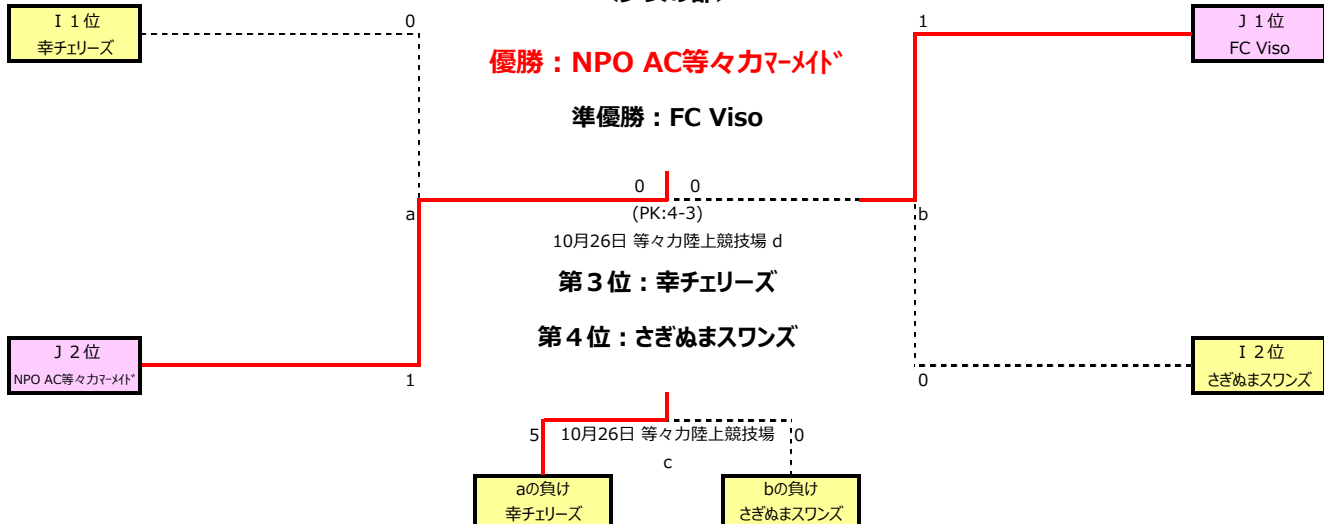 I 1位
幸チェリーズ
0
1
J 1位
FC Viso
優勝：NPO AC等々力ﾏｰﾒｲﾄﾞ
準優勝：FC Viso
0 0
a
(PK:4-3)
b
10月26日 等々力陸上競技場 d
第３位：幸チェリーズ
第４位：さぎぬまスワンズ
J 2位
NPO AC等々力ﾏｰﾒｲﾄﾞ
1
0
I 2位
さぎぬまスワンズ
5 10月26日 等々力陸上競技場 0
c
aの負け
幸チェリーズ
bの負け
さぎぬまスワンズ